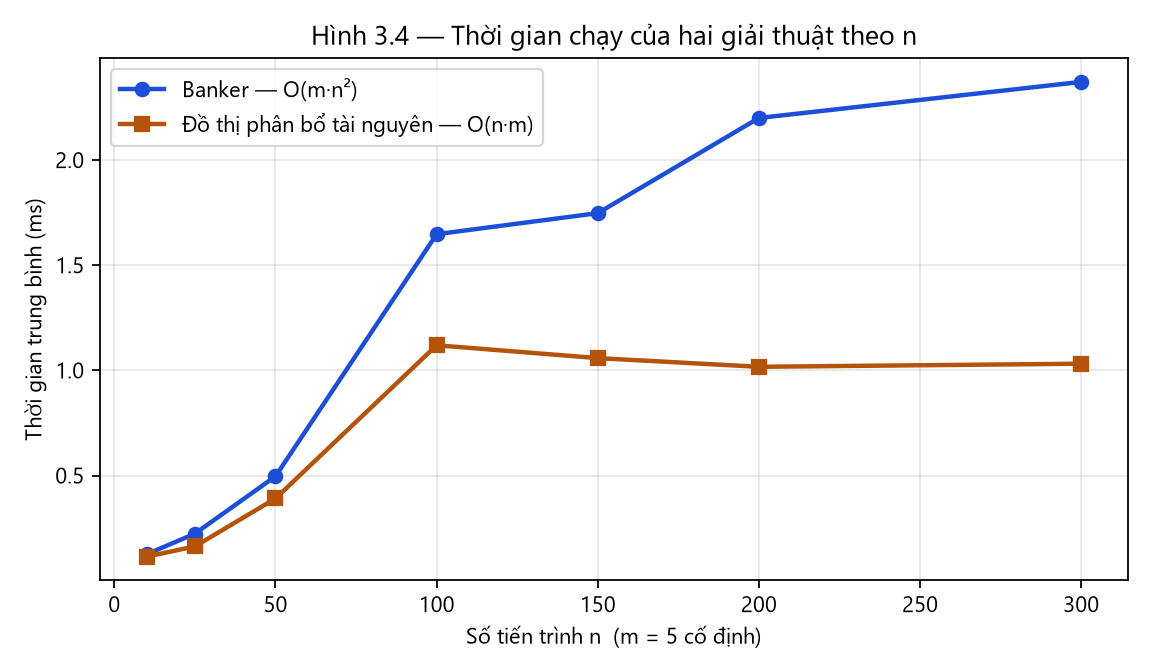 Hình 3.4 — Thời gian chạy của hai giải thuật theo n
Banker — O(m·n²)
Đồ thị phân bổ tài nguyên — O(n·m)
Thời gian trung bình (ms)
2.0
1.5
1.0
0.5
0 50 100 150 200 250 300
Số tiến trình n (m = 5 cố định)